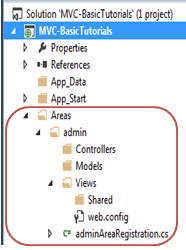 Solution 'MVC-BasicTutorials' (1 project)
MVC-BasicTutorials
Properties
References
App_Data
App_Start
Areas
admin
Controllers
Models
Views
Shared
web.config
adminAreaRegistration.cs